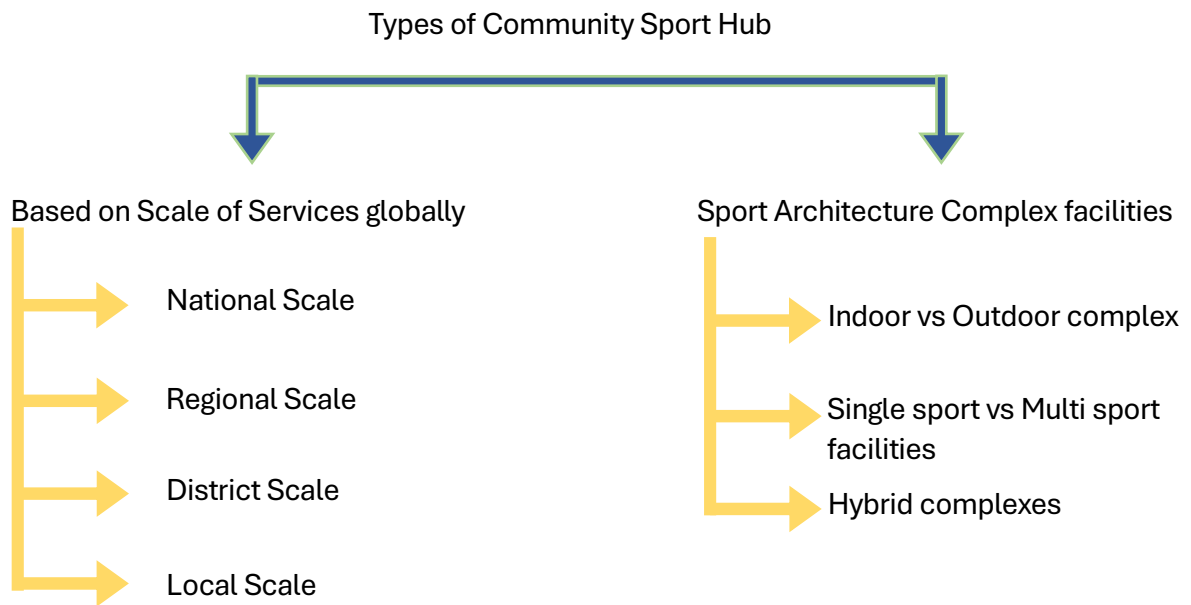 Types of Community Sport Hub
Based on Scale of Services globally
National Scale
Regional Scale
District Scale
Local Scale
Sport Architecture Complex facilities
Indoor vs Outdoor complex
Single sport vs Multi sport
facilities
Hybrid complexes